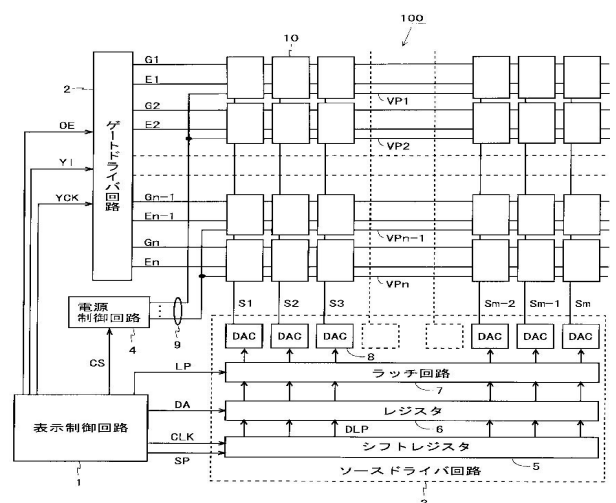 100
10
G1
E1
VP1
2
OE
G2
E2
VP2
YI
YCK
ゲートドライバ回路
Gn-1
En-1
VPn-1
Gn
En
VPn
電源
制御回路
4
9
S1 S2 S3 Sm-2 Sm-1 Sm
DAC DAC DAC DAC DAC DAC
8
CS
LP
ラッチ回路
7
DA
レジスタ
6
表示制御回路
1
CLK
SP
DLP
シフトレジスタ
5
ソースドライバ回路
3